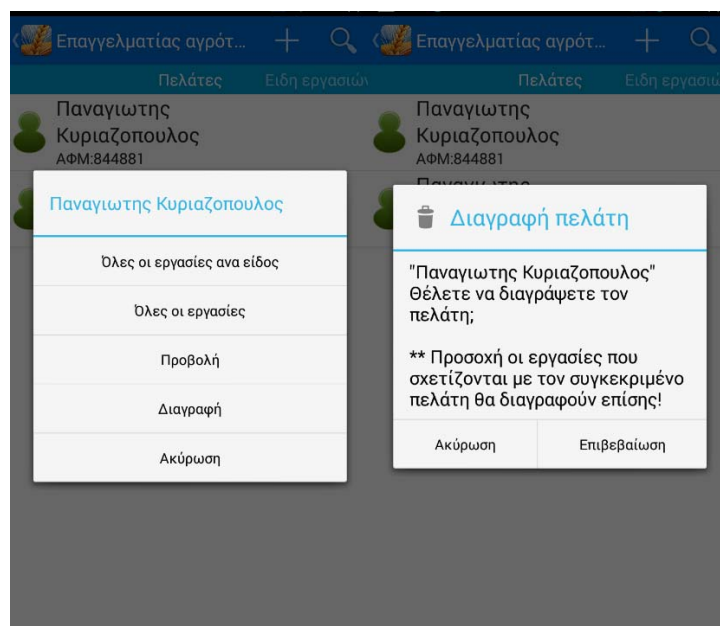 Επαγγελματίας αγρότ...
Πελάτες Ειδη εργασιών
Παναγιωτης
Κυριαζοπουλος
ΑΦΜ:844881
Παναγιωτης Κυριαζοπουλος
Όλες οι εργασίες ανα είδος
Όλες οι εργασίες
Προβολή
Διαγραφή
Ακύρωση
Επαγγελματίας αγρότ...
Πελάτες Ειδη εργασιώ
Παναγιωτης
Κυριαζοπουλος
ΑΦΜ:844881
Διαγραφή πελάτη
"Παναγιωτης Κυριαζοπουλος"
Θέλετε να διαγράψετε τον
πελάτη;
** Προσοχή οι εργασίες που
σχετίζονται με τον συγκεκριμένο
πελάτη θα διαγραφούν επίσης!
Ακύρωση Επιβεβαίωση